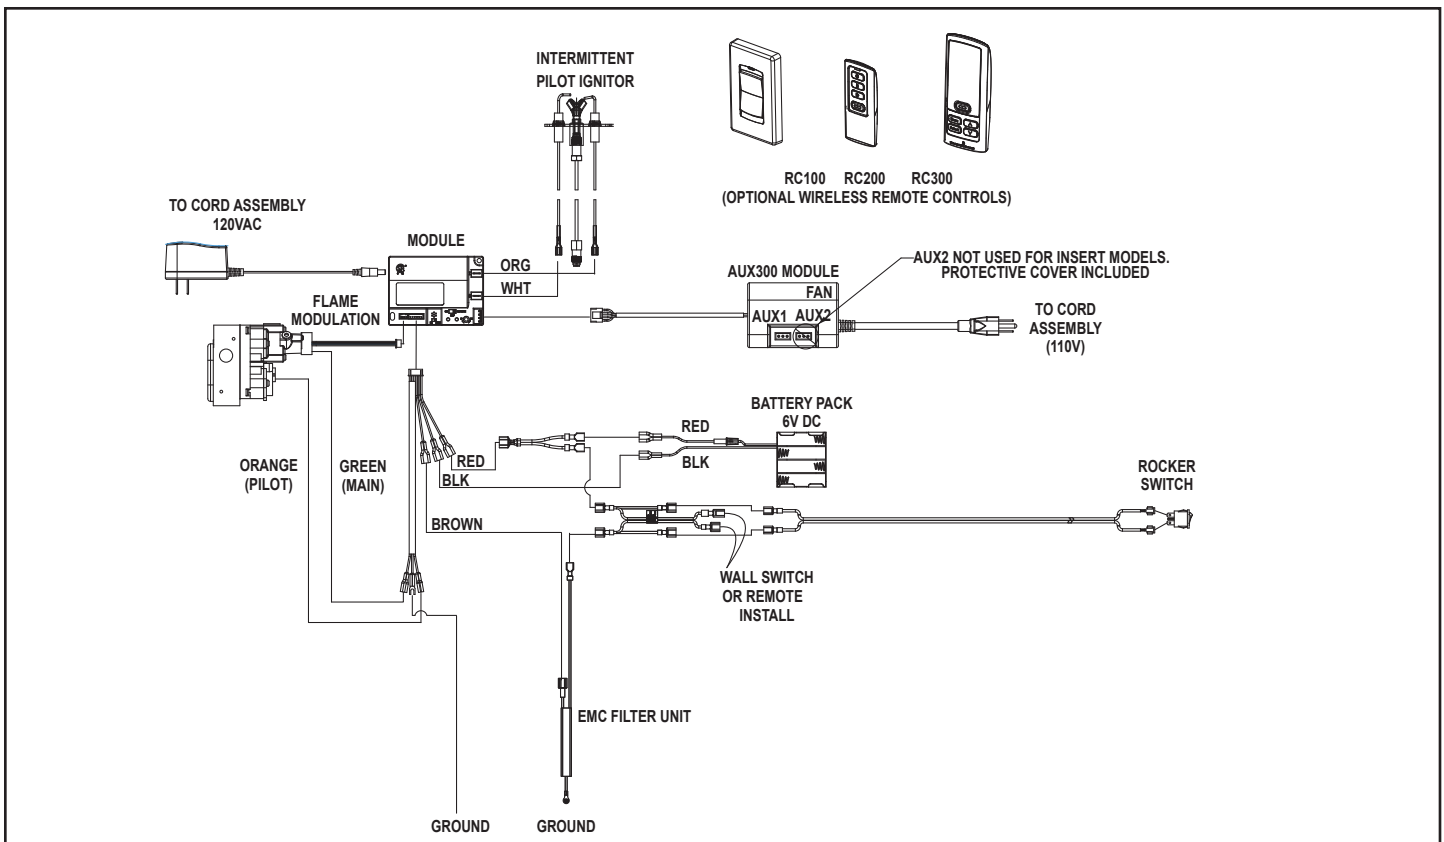 INTERMITTENT
PILOT IGNITOR
RC100 RC200 RC300
(OPTIONAL WIRELESS REMOTE CONTROLS)
TO CORD ASSEMBLY
120VAC
MODULE
ORG
WHT
AUX2 NOT USED FOR INSERT MODELS.
PROTECTIVE COVER INCLUDED
AUX300 MODULE
FAN
AUX1 AUX2
TO CORD
ASSEMBLY
(110V)
FLAME
MODULATION
BATTERY PACK
6V DC
RED
BLK
RED
BLK
ORANGE
(PILOT)
GREEN
(MAIN)
ROCKER
SWITCH
BROWN
WALL SWITCH
OR REMOTE
INSTALL
EMC FILTER UNIT
GROUND
GROUND